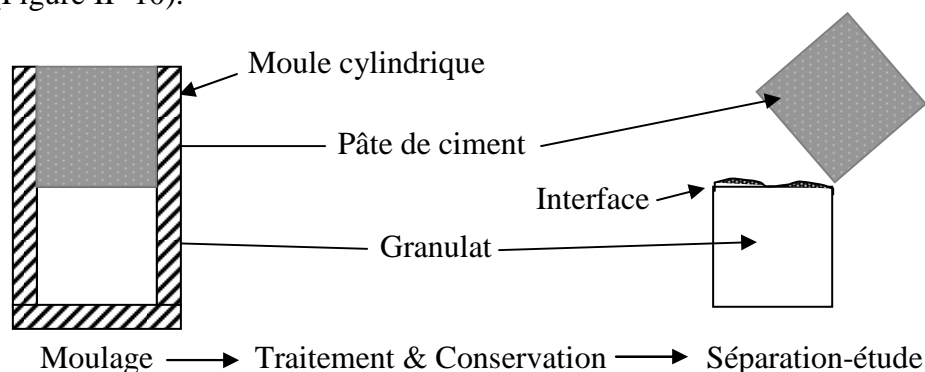 Figure II-10).
Moule cylindrique
Pâte de ciment
Interface
Granulat
Moulage Traitement & Conservation Séparation-étude